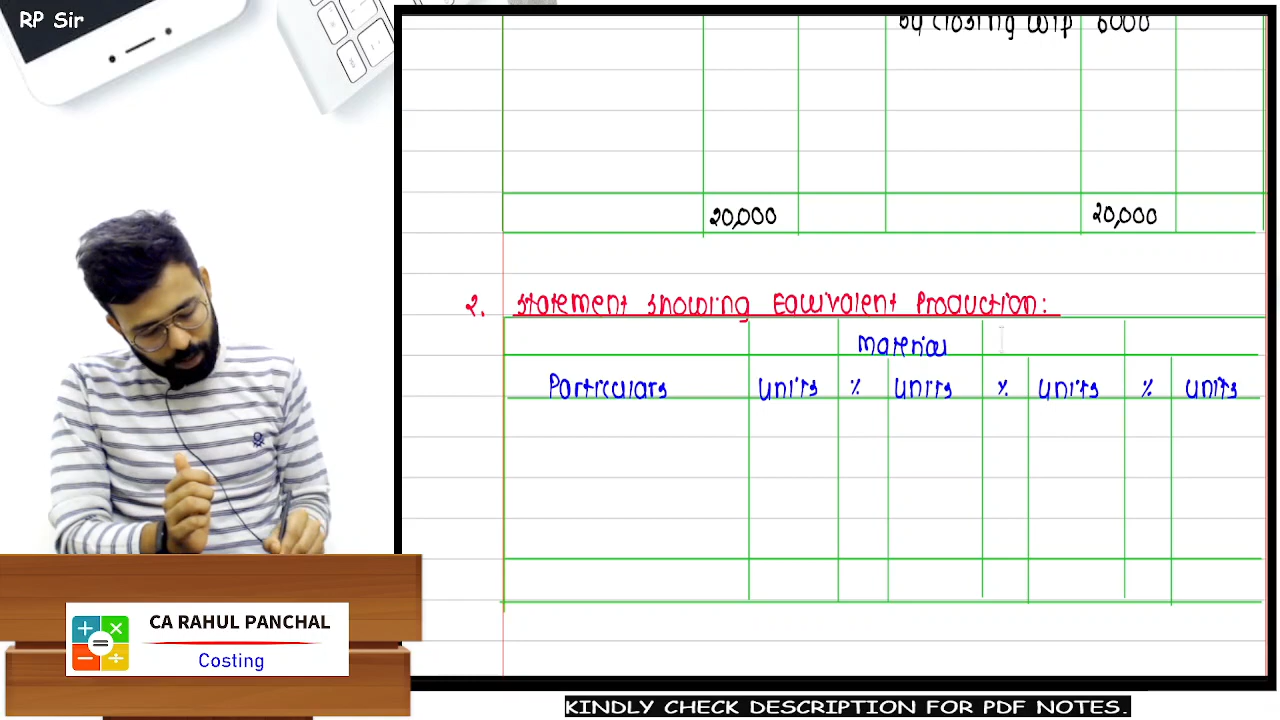 RP Sir
By Closing WIP 6000
20,000 20,000
2. Statement showing Equivalent Production:
Material
Particulars Units % Units % Units % Units
CA RAHUL PANCHAL
Costing
KINDLY CHECK DESCRIPTION FOR PDF NOTES.